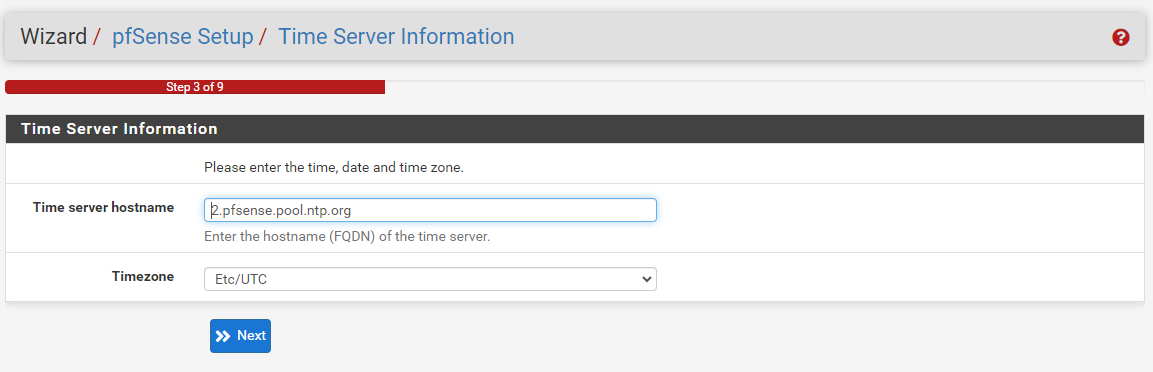 Wizard / pfSense Setup / Time Server Information
Step 3 of 9
Time Server Information
Please enter the time, date and time zone.
Time server hostname
2.pfsense.pool.ntp.org
Enter the hostname (FQDN) of the time server.
Timezone
Etc/UTC
Next